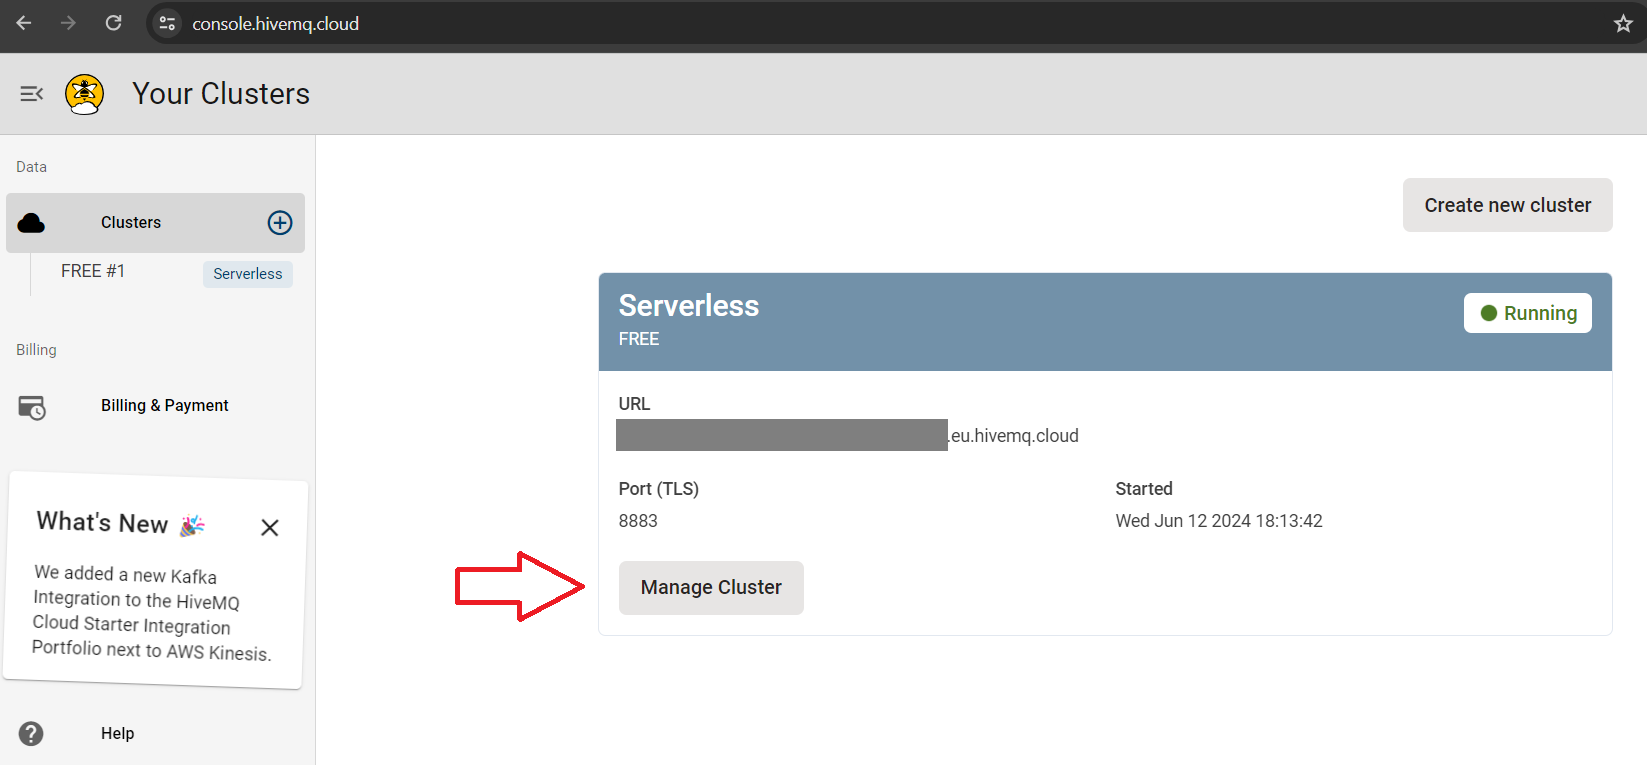 console.hivemq.cloud
Your Clusters
Data
Clusters
FREE #1
Serverless
Billing
Billing & Payment
What's New 🎉
We added a new Kafka
Integration to the HiveMQ
Cloud Starter Integration
Portfolio next to AWS Kinesis.
Help
Create new cluster
Serverless
FREE
Running
URL
.eu.hivemq.cloud
Port (TLS)
8883
Started
Wed Jun 12 2024 18:13:42
Manage Cluster